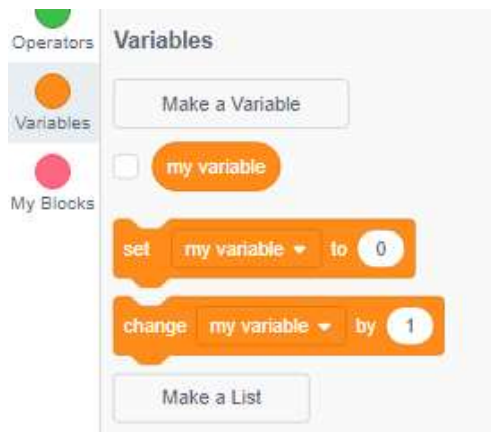 Operators
Variables
Make a Variable
Variables
my variable
My Blocks
set my variable to 0
change my variable by 1
Make a List